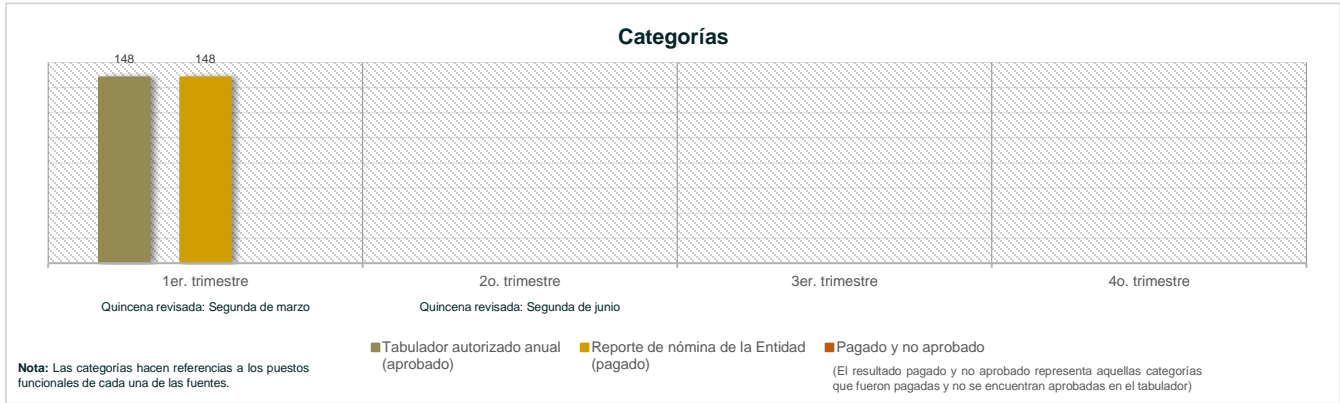 Categorías
148 148
1er. trimestre 2o. trimestre 3er. trimestre 4o. trimestre
Quincena revisada: Segunda de marzo Quincena revisada: Segunda de junio
Tabulador autorizado anual (aprobado)
Reporte de nómina de la Entidad (pagado)
Pagado y no aprobado
(El resultado pagado y no aprobado representa aquellas categorías
que fueron pagadas y no se encuentran aprobadas en el tabulador)
Nota: Las categorías hacen referencias a los puestos
funcionales de cada una de las fuentes.